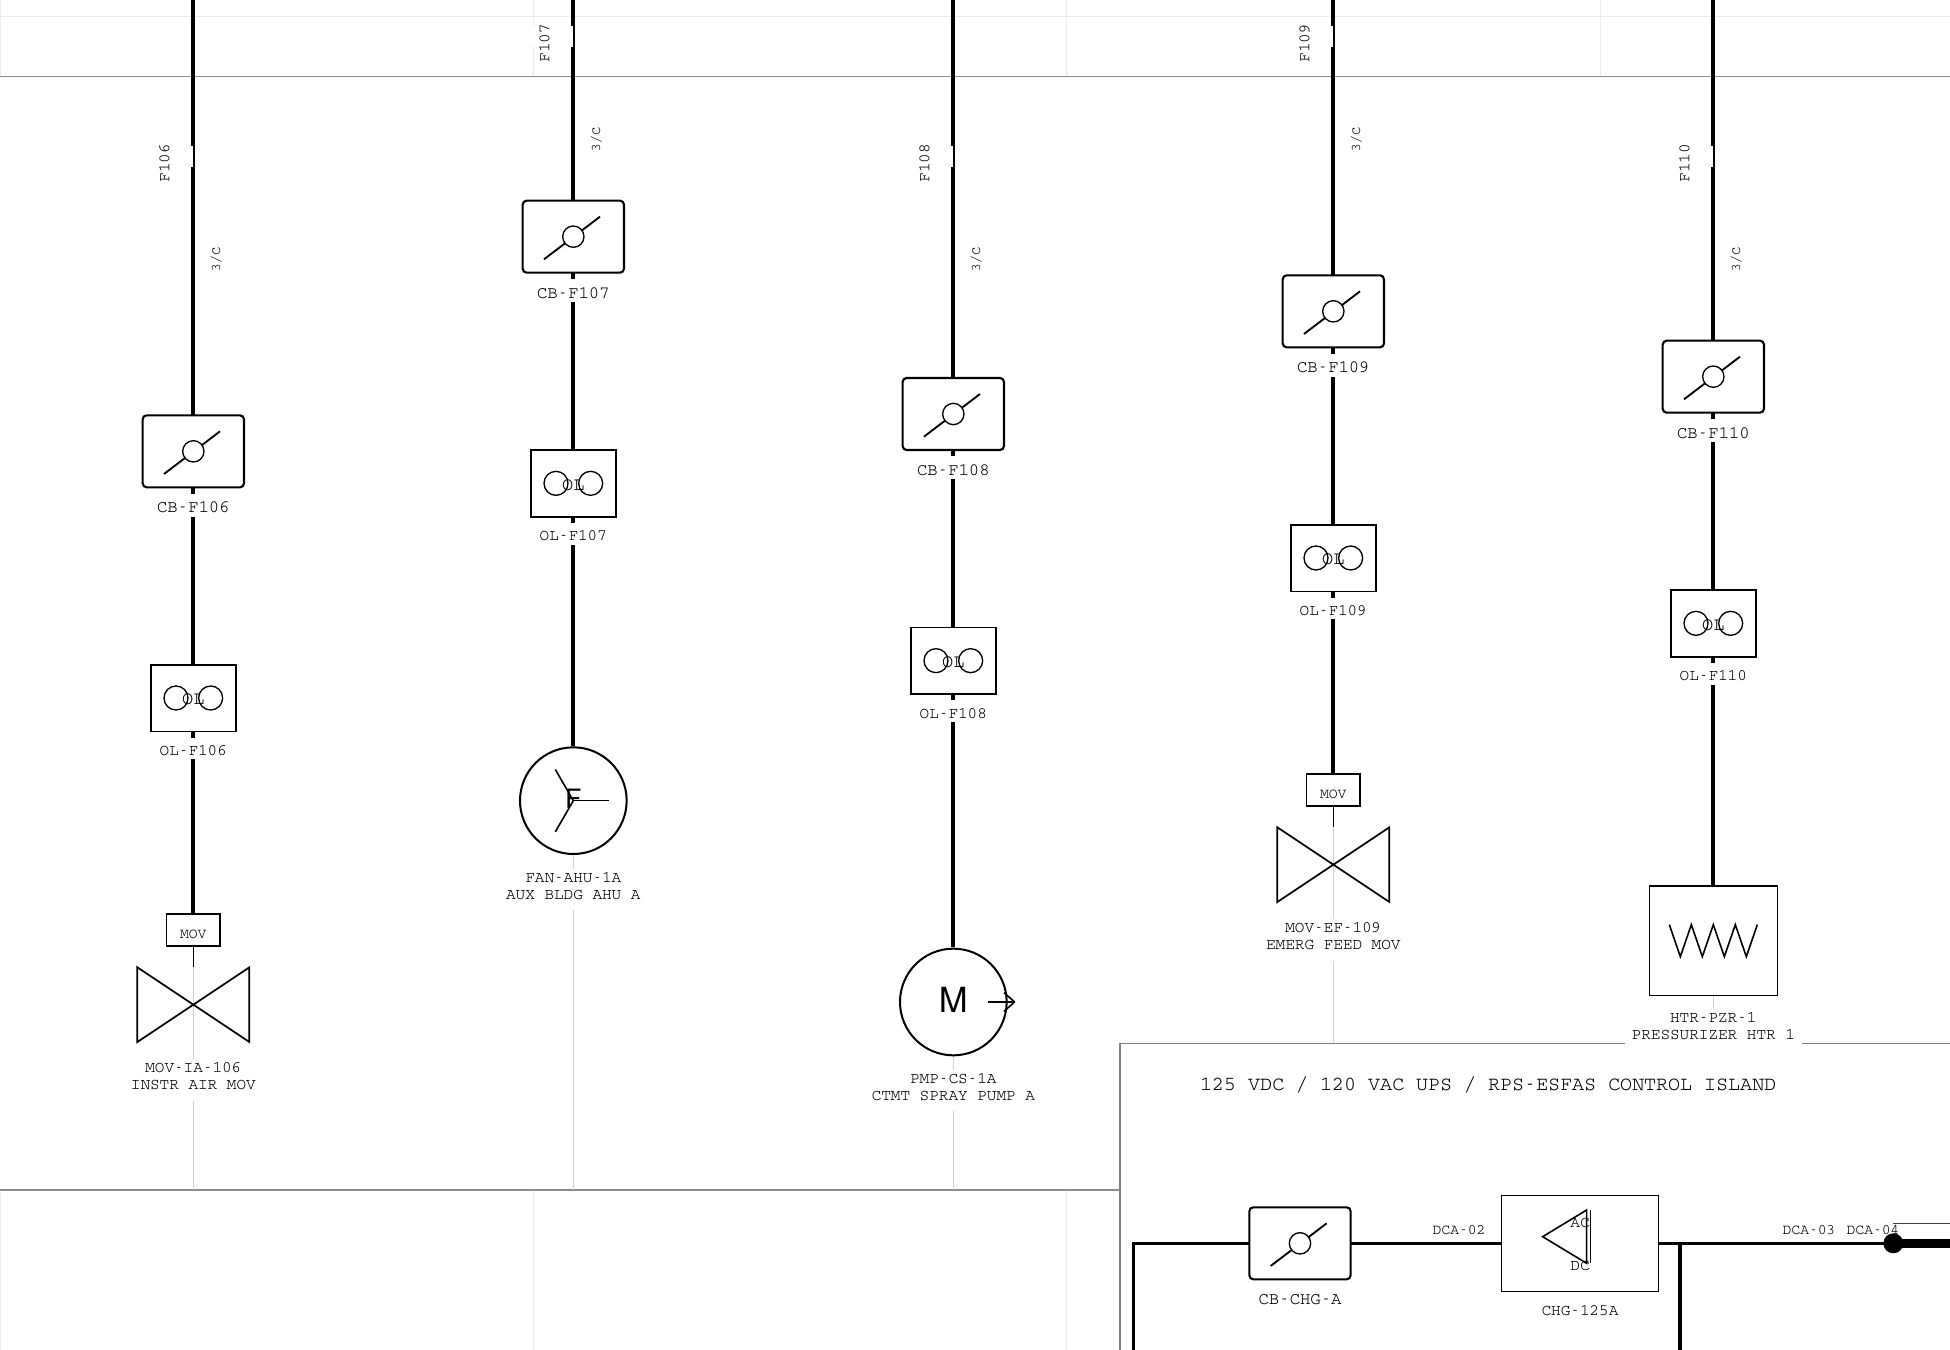 F107
F109
3/C
3/C
F106
F108
F110
3/C
3/C
3/C
CB-F107
CB-F109
CB-F110
CB-F108
CB-F106
OL
OL-F107
OL
OL-F109
OL
OL-F110
OL
OL-F108
OL
OL-F106
MOV
F
FAN-AHU-1A
AUX BLDG AHU A
MOV-EF-109
EMERG FEED MOV
MOV
M
HTR-PZR-1
PRESSURIZER HTR 1
MOV-IA-106
INSTR AIR MOV
PMP-CS-1A
CTMT SPRAY PUMP A
125 VDC / 120 VAC UPS / RPS-ESFAS CONTROL ISLAND
AC
DCA-02
DCA-03
DCA-04
DC
CB-CHG-A
CHG-125A